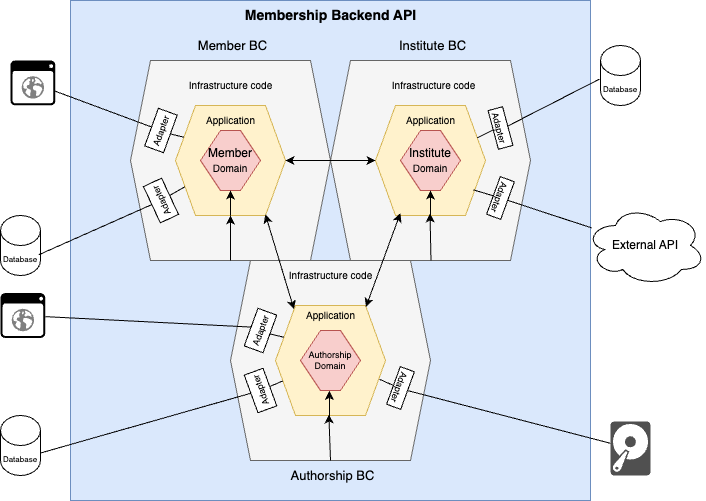 Membership Backend API
Member BC
Institute BC
Infrastructure code
Infrastructure code
Application
Application
Adapter
Adapter
Database
Member
Domain
Institute
Domain
Adapter
Adapter
Database
External API
Infrastructure code
Application
Adapter
Authorship
Domain
Adapter
Adapter
Database
Authorship BC